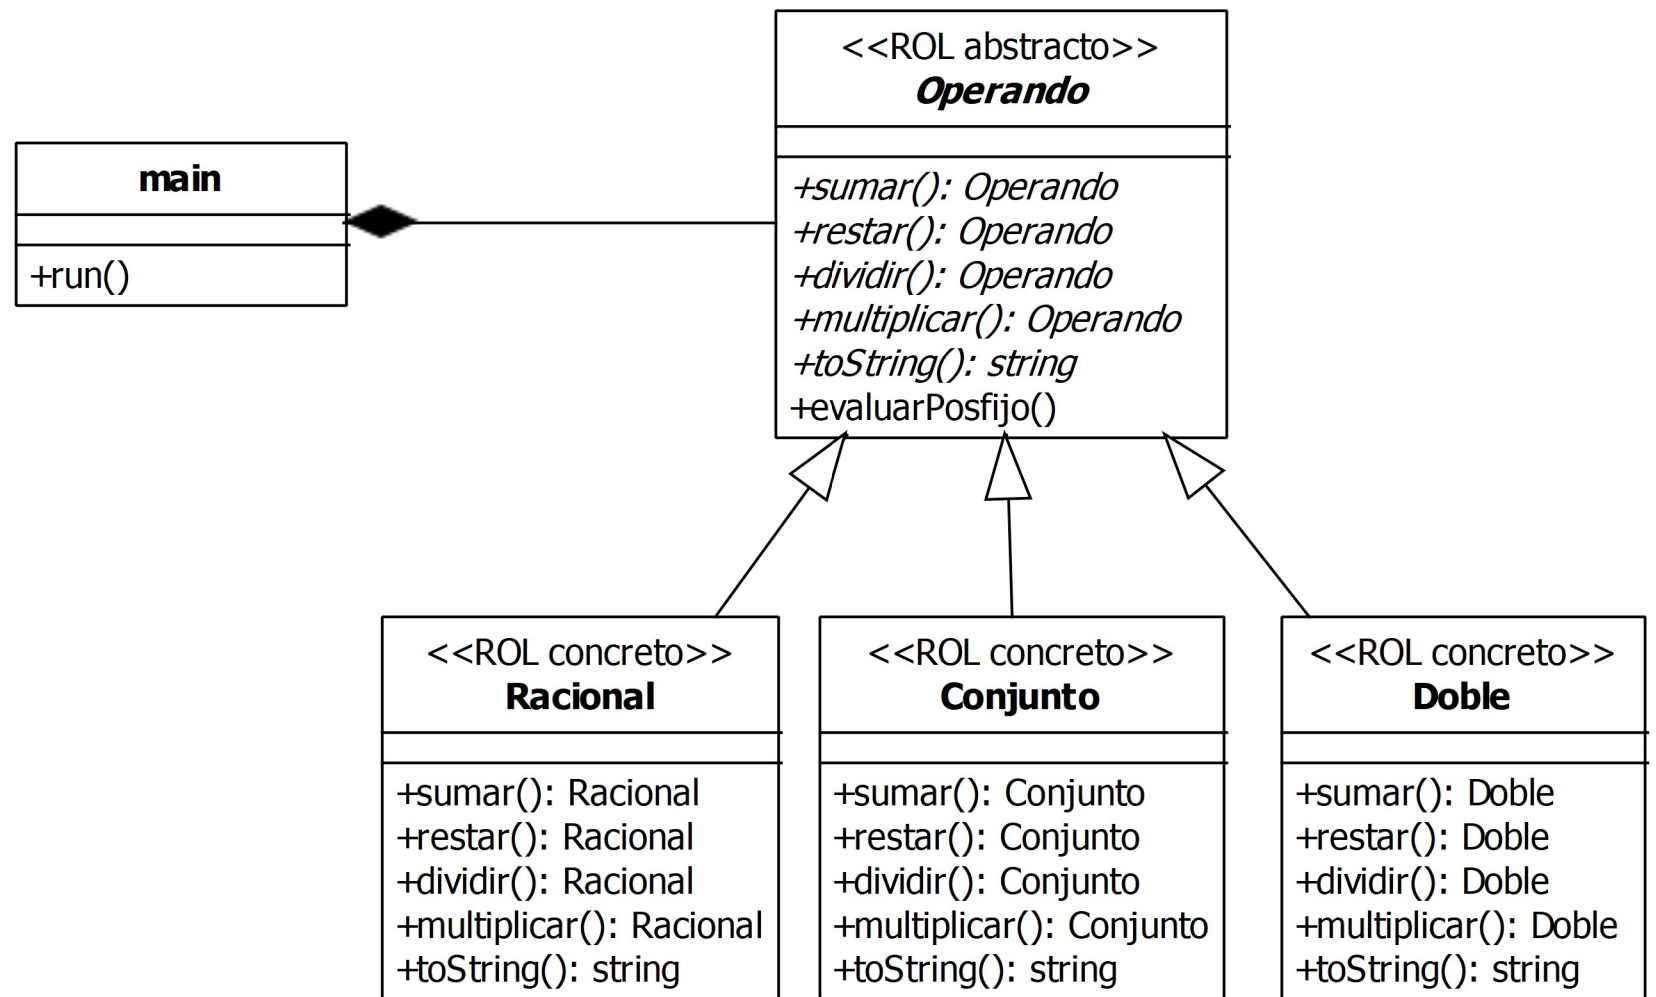 <<ROL abstracto>>
Operando
+sumar(): Operando
+restar(): Operando
+dividir(): Operando
+multiplicar(): Operando
+toString(): string
+evaluarPosfijo()
main
+run()
<<ROL concreto>>
Racional
+sumar(): Racional
+restar(): Racional
+dividir(): Racional
+multiplicar(): Racional
+toString(): string
<<ROL concreto>>
Conjunto
+sumar(): Conjunto
+restar(): Conjunto
+dividir(): Conjunto
+multiplicar(): Conjunto
+toString(): string
<<ROL concreto>>
Doble
+sumar(): Doble
+restar(): Doble
+dividir(): Doble
+multiplicar(): Doble
+toString(): string